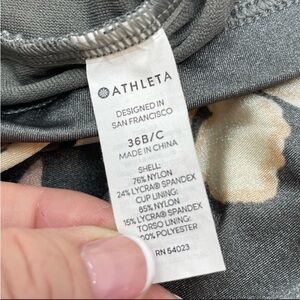 ATHLETA
DESIGNED IN
SAN FRANCISCO
36B/C
MADE IN CHINA
SHELL:
76% NYLON
24% LYCRA® SPANDEX
CUP LINING:
85% NYLON
15% LYCRA® SPANDEX
TORSO LINING:
00% POLYESTER
RN 54023